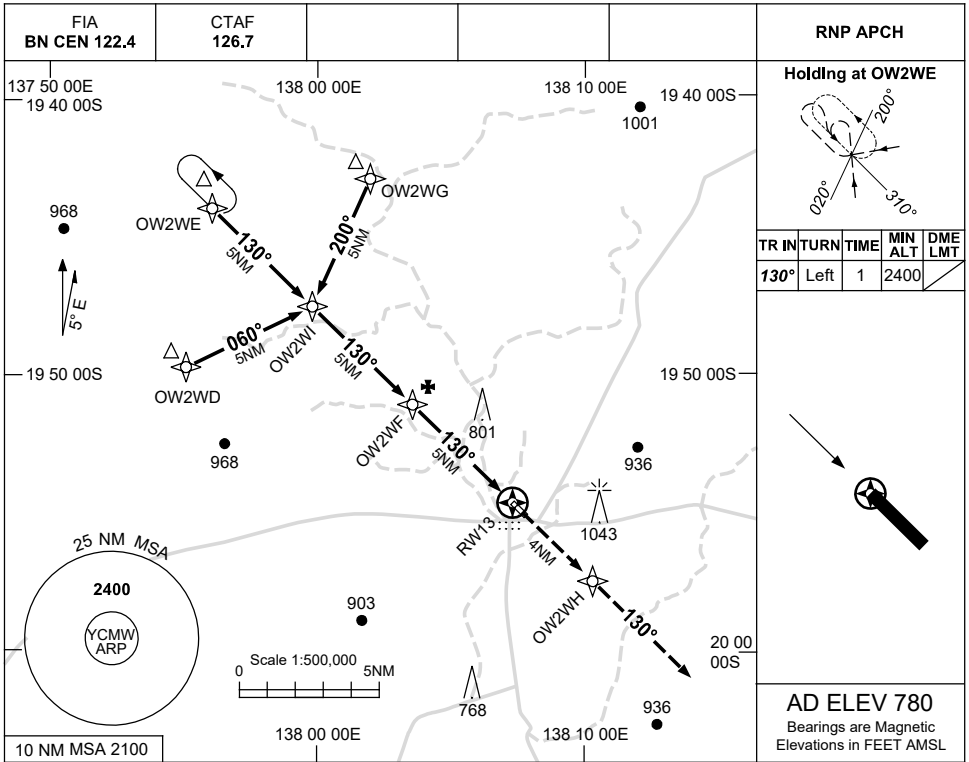 FIA
BN CEN 122.4
CTAF
126.7
RNP APCH
137 50 00E
138 00 00E
138 10 00E
19 40 00S
19 40 00S
1001
OW2WG
OW2WE
968
200°
5NM
130°
5NM
5° E
060°
5NM
OW2WI
130°
5NM
19 50 00S
19 50 00S
OW2WD
OW2WF
801
968
130°
5NM
936
RW13
1043
4NM
25 NM MSA
2400
YCMW
ARP
903
OW2WH
130°
Scale 1:500,000
0
5NM
20 00
00S
768
936
138 00 00E
138 10 00E
10 NM MSA 2100
Holding at OW2WE
200°
020°
310°
TR IN TURN TIME MIN ALT DME LMT
130° Left 1 2400
AD ELEV 780
Bearings are Magnetic
Elevations in FEET AMSL